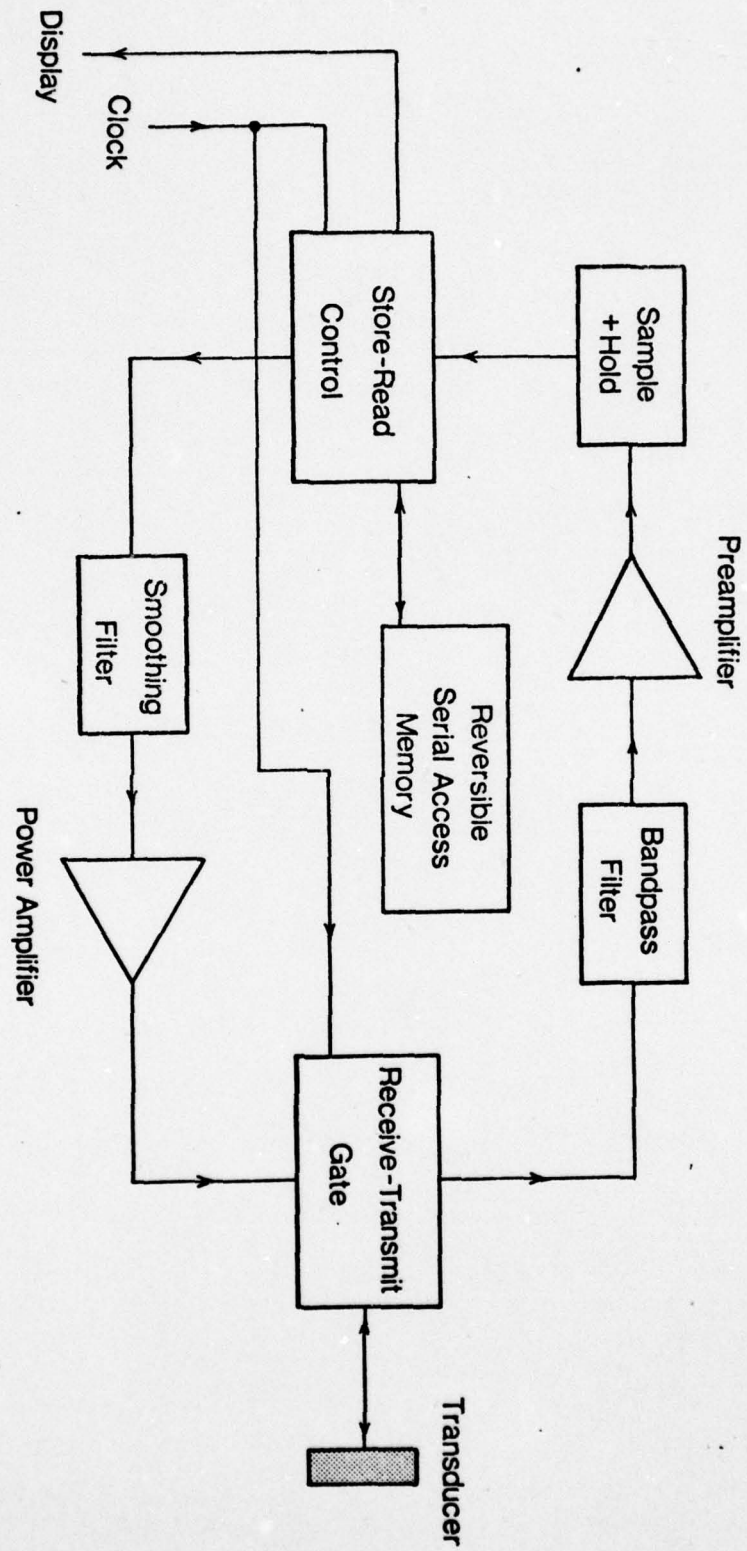 Preamplifier
Sample
+Hold
Bandpass
Filter
Reversible
Serial Access
Memory
Transducer
Store-Read
Control
Receive-Transmit
Gate
Clock
Smoothing
Filter
Display
Power Amplifier